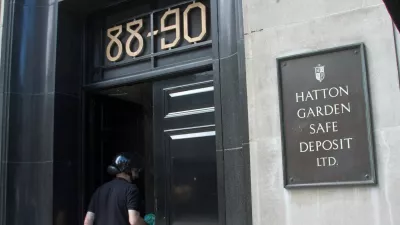 88-90
HATTON
GARDEN
SAFE
DEPOSIT
LTD.